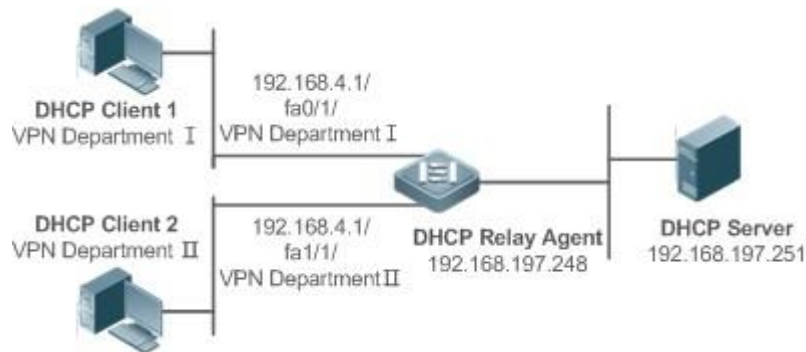 DHCP Client 1
VPN Department Ⅰ
192.168.4.1/
fa0/1/
VPN Department Ⅰ
DHCP Client 2
VPN Department Ⅱ
192.168.4.1/
fa1/1/
VPN Department Ⅱ
DHCP Relay Agent
192.168.197.248
DHCP Server
192.168.197.251